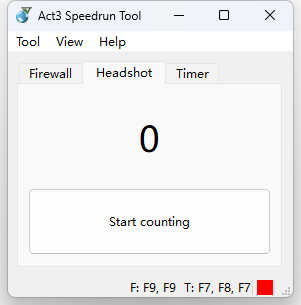 Act3 Speedrun Tool
Tool View Help
Firewall Headshot Timer
0
Start counting
F: F9, F9 T: F7, F8, F7